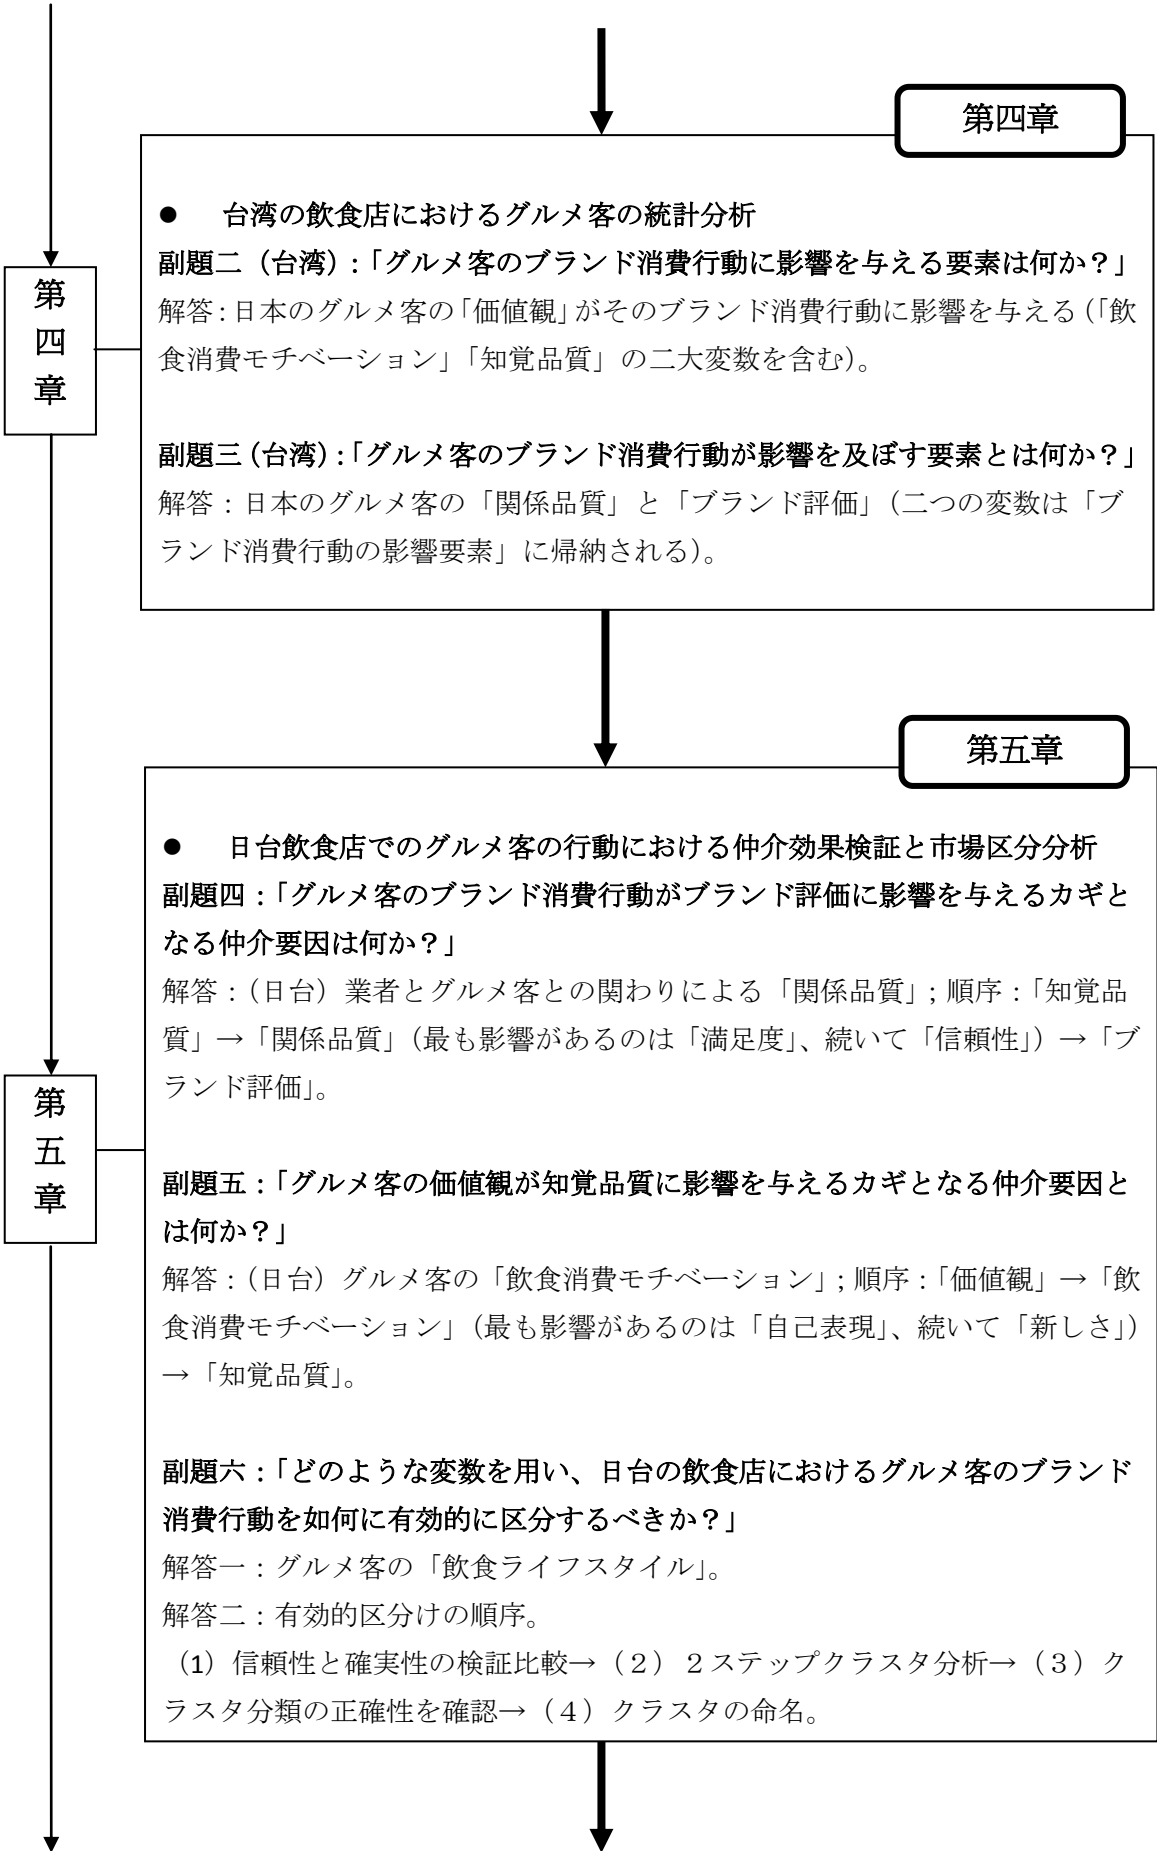 第四章
● 台湾の飲食店におけるグルメ客の統計分析
副題二（台湾）：「グルメ客のブランド消費行動に影響を与える要素は何か？」
解答：日本のグルメ客の「価値観」がそのブランド消費行動に影響を与える（「飲
食消費モチベーション」「知覚品質」の二大変数を含む）。
副題三（台湾）：「グルメ客のブランド消費行動が影響を及ぼす要素とは何か？」
解答：日本のグルメ客の「関係品質」と「ブランド評価」（二つの変数は「ブ
ランド消費行動の影響要素」に帰納される）。
第
四
章
第五章
● 日台飲食店でのグルメ客の行動における仲介効果検証と市場区分分析
副題四：「グルメ客のブランド消費行動がブランド評価に影響を与えるカギと
なる仲介要因は何か？」
解答：（日台）業者とグルメ客との関わりによる「関係品質」；順序：「知覚品
質」→「関係品質」（最も影響があるのは「満足度」、続いて「信頼性」）→「ブ
ランド評価」。
副題五：「グルメ客の価値観が知覚品質に影響を与えるカギとなる仲介要因と
は何か？」
解答：（日台）グルメ客の「飲食消費モチベーション」；順序：「価値観」→「飲
食消費モチベーション」（最も影響があるのは「自己表現」、続いて「新しさ」）
→「知覚品質」。
副題六：「どのような変数を用い、日台の飲食店におけるグルメ客のブランド
消費行動を如何に有効的に区分するべきか？」
解答一：グルメ客の「飲食ライフスタイル」。
解答二：有効的区分けの順序。
（1）信頼性と確実性の検証比較→（２）２ステップクラスタ分析→（３）ク
ラスタ分類の正確性を確認→（４）クラスタの命名。
第
五
章